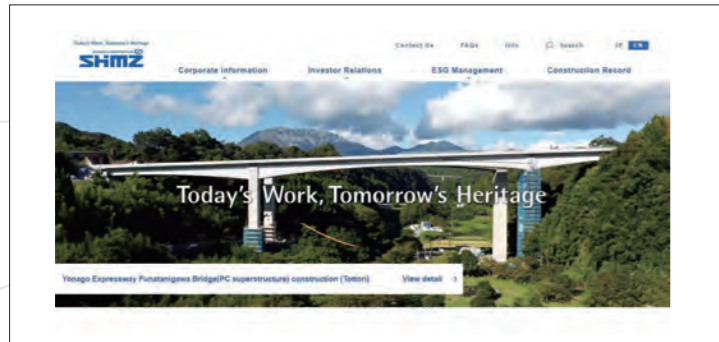 Today's Work, Tomorrow's Heritage
SHIMZ
Contact Us FAQs Info Search JP EN
Corporate Information Investor Relations ESG Management Construction Record
Today's Work, Tomorrow's Heritage
Yonago Expressway Funatanigawa Bridge(PC superstructure) construction (Tottori) View detail